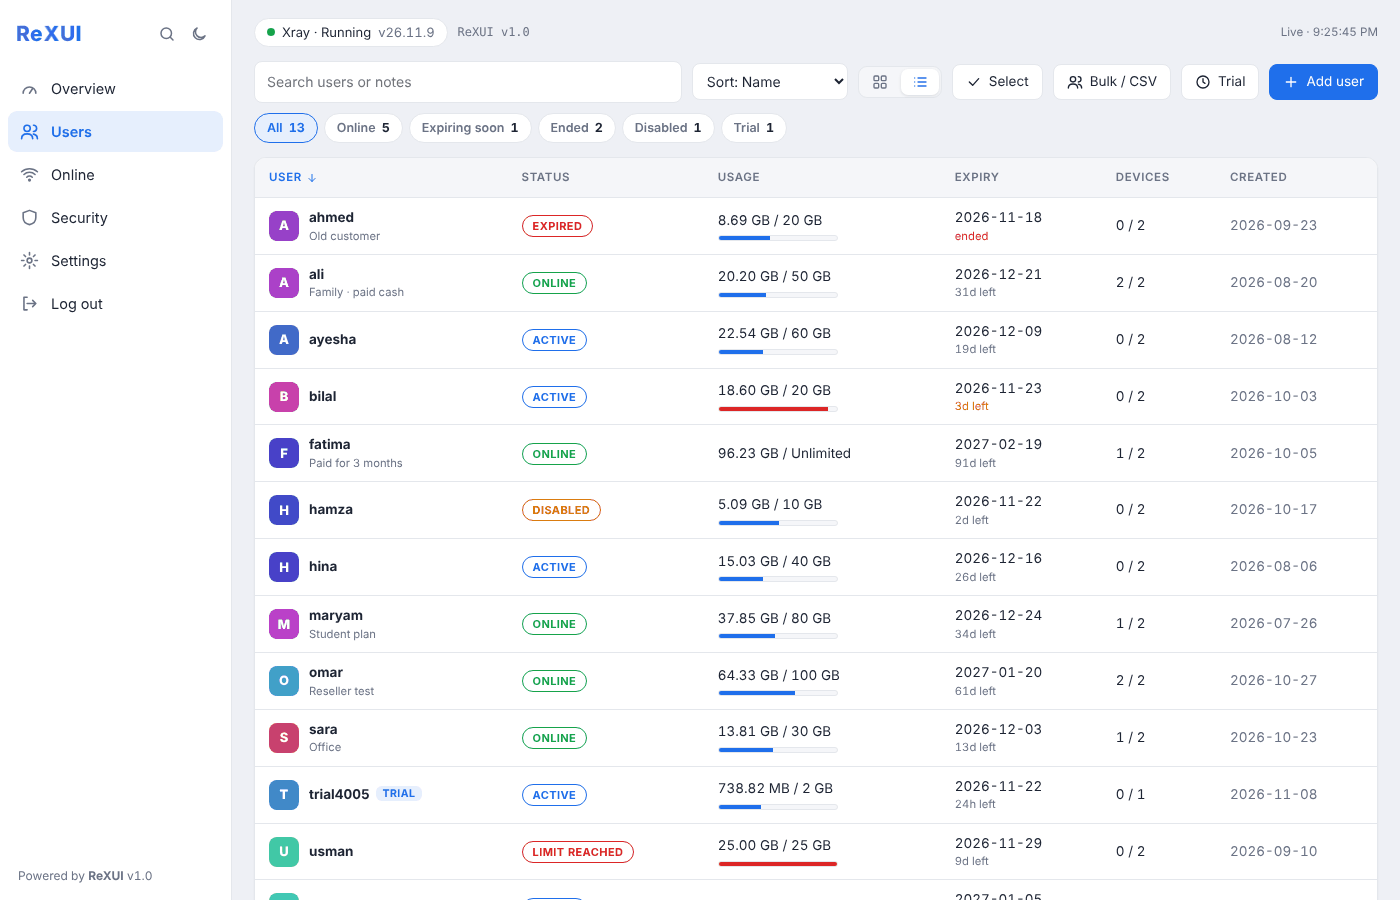 ReXUI
Overview
Users
Online
Security
Settings
Log out
Powered by ReXUI v1.0
Xray · Running v26.11.9 ReXUI v1.0 Live · 9:25:45 PM
Search users or notes Sort: Name Select Bulk / CSV Trial Add user
All 13 Online 5 Expiring soon 1 Ended 2 Disabled 1 Trial 1
USER ↓ STATUS USAGE EXPIRY DEVICES CREATED
A ahmed EXPIRED 8.69 GB / 20 GB 2026-11-18 0 / 2 2026-09-23
Old customer ended
A ali ONLINE 20.20 GB / 50 GB 2026-12-21 2 / 2 2026-08-20
Family · paid cash 31d left
A ayesha ACTIVE 22.54 GB / 60 GB 2026-12-09 0 / 2 2026-08-12
19d left
B bilal ACTIVE 18.60 GB / 20 GB 2026-11-23 0 / 2 2026-10-03
3d left
F fatima ONLINE 96.23 GB / Unlimited 2027-02-19 1 / 2 2026-10-05
Paid for 3 months 91d left
H hamza DISABLED 5.09 GB / 10 GB 2026-11-22 0 / 2 2026-10-17
2d left
H hina ACTIVE 15.03 GB / 40 GB 2026-12-16 0 / 2 2026-08-06
26d left
M maryam ONLINE 37.85 GB / 80 GB 2026-12-24 1 / 2 2026-07-26
Student plan 34d left
O omar ONLINE 64.33 GB / 100 GB 2027-01-20 2 / 2 2026-10-27
Reseller test 61d left
S sara ONLINE 13.81 GB / 30 GB 2026-12-03 1 / 2 2026-10-23
Office 13d left
T trial4005 TRIAL ACTIVE 738.82 MB / 2 GB 2026-11-22 0 / 1 2026-11-08
24h left
U usman LIMIT REACHED 25.00 GB / 25 GB 2026-11-29 0 / 2 2026-09-10
9d left
2027-01-05